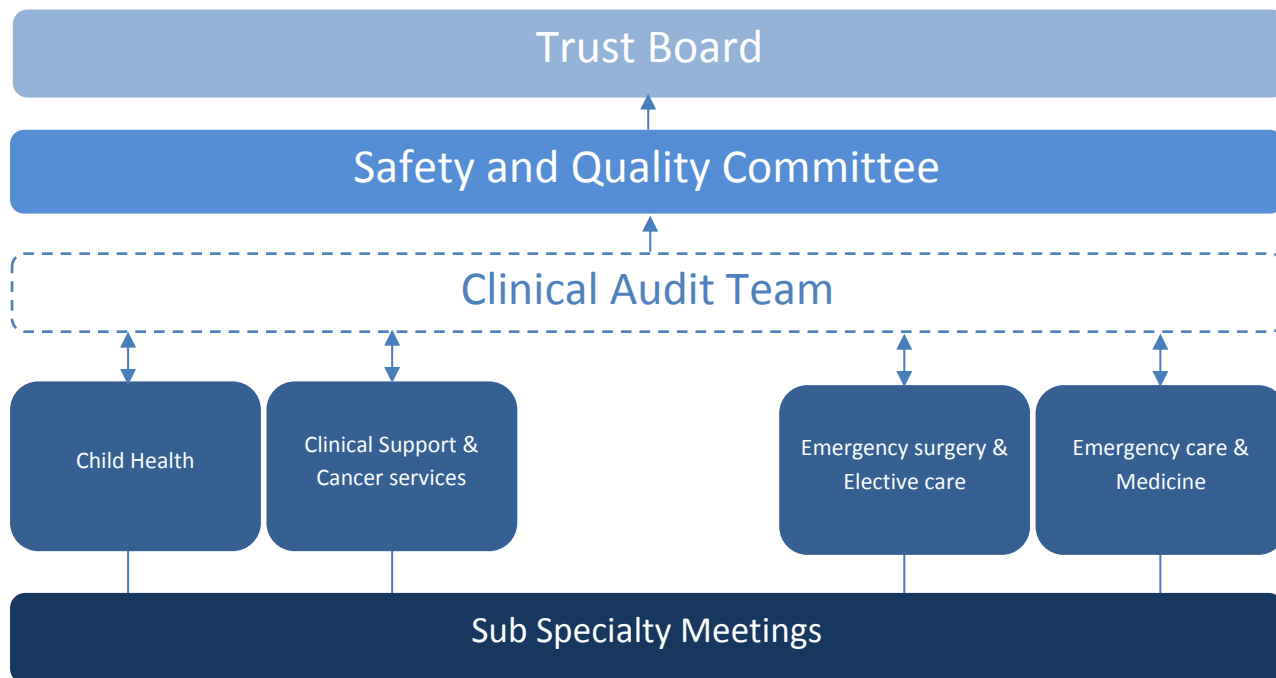 Trust Board
Safety and Quality Committee
Clinical Audit Team
Child Health
Clinical Support &
Cancer services
Emergency surgery &
Elective care
Emergency care &
Medicine
Sub Specialty Meetings